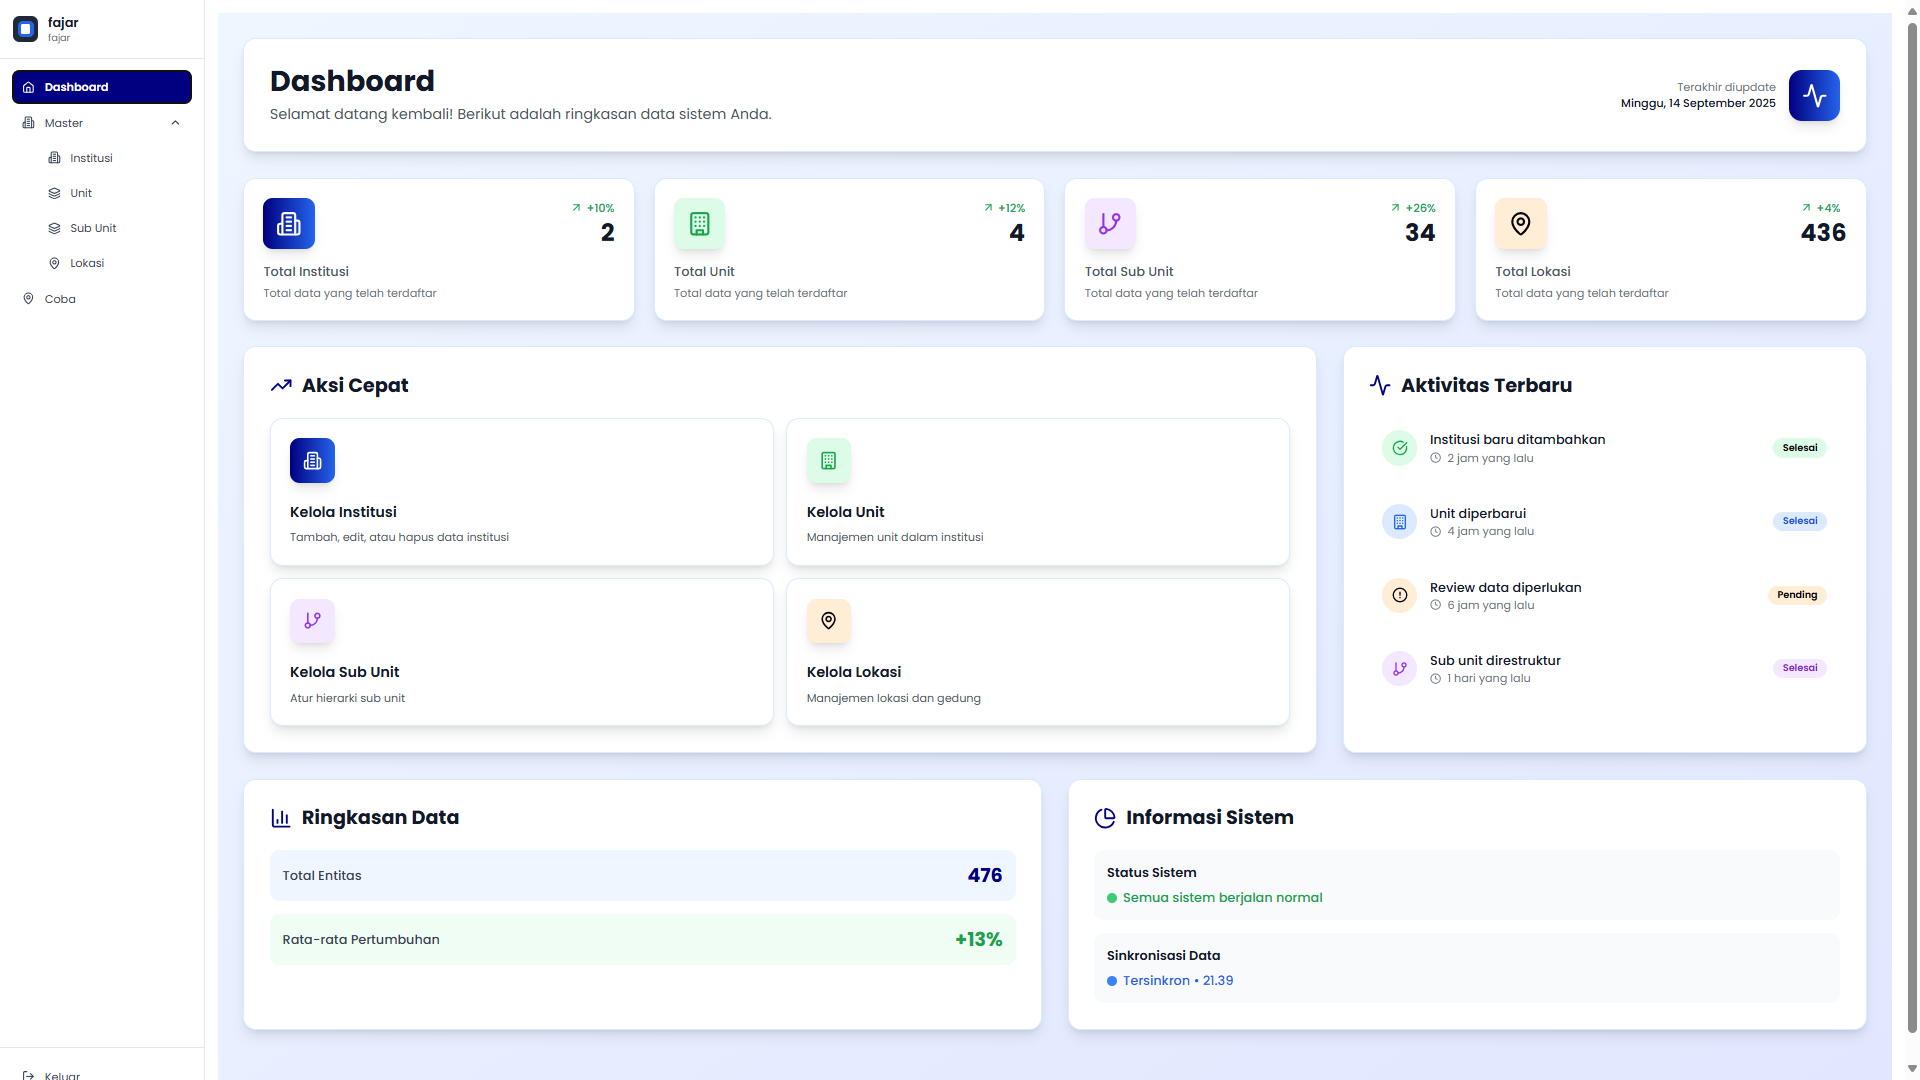 fajar
fajar
Dashboard
Master
Institusi
Unit
Sub Unit
Lokasi
Coba
Keluar
Dashboard
Selamat datang kembali! Berikut adalah ringkasan data sistem Anda.
Terakhir diupdate
Minggu, 14 September 2025
+10%
2
Total Institusi
Total data yang telah terdaftar
+12%
4
Total Unit
Total data yang telah terdaftar
+26%
34
Total Sub Unit
Total data yang telah terdaftar
+4%
436
Total Lokasi
Total data yang telah terdaftar
Aksi Cepat
Kelola Institusi
Tambah, edit, atau hapus data institusi
Kelola Unit
Manajemen unit dalam institusi
Kelola Sub Unit
Atur hierarki sub unit
Kelola Lokasi
Manajemen lokasi dan gedung
Aktivitas Terbaru
Institusi baru ditambahkan
2 jam yang lalu
Selesai
Unit diperbarui
4 jam yang lalu
Selesai
Review data diperlukan
6 jam yang lalu
Pending
Sub unit direstruktur
1 hari yang lalu
Selesai
Ringkasan Data
Total Entitas 476
Rata-rata Pertumbuhan +13%
Informasi Sistem
Status Sistem
Semua sistem berjalan normal
Sinkronisasi Data
Tersinkron • 21.39